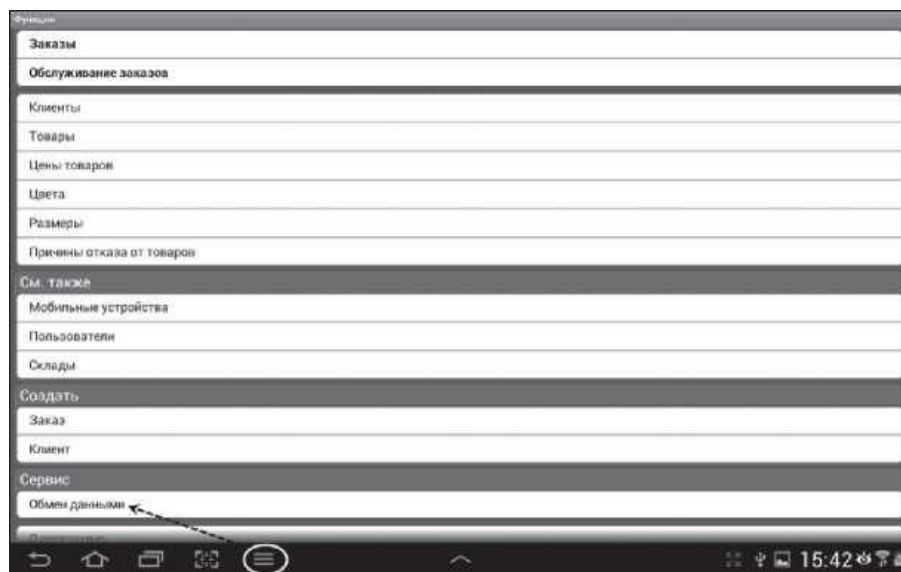 Функции
Заказы
Обслуживание заказов
Клиенты
Товары
Цены товаров
Цвета
Размеры
Причины отказа от товаров
См. также
Мобильные устройства
Пользователи
Склады
Создать
Заказ
Клиент
Сервис
Обмен данными
15:42